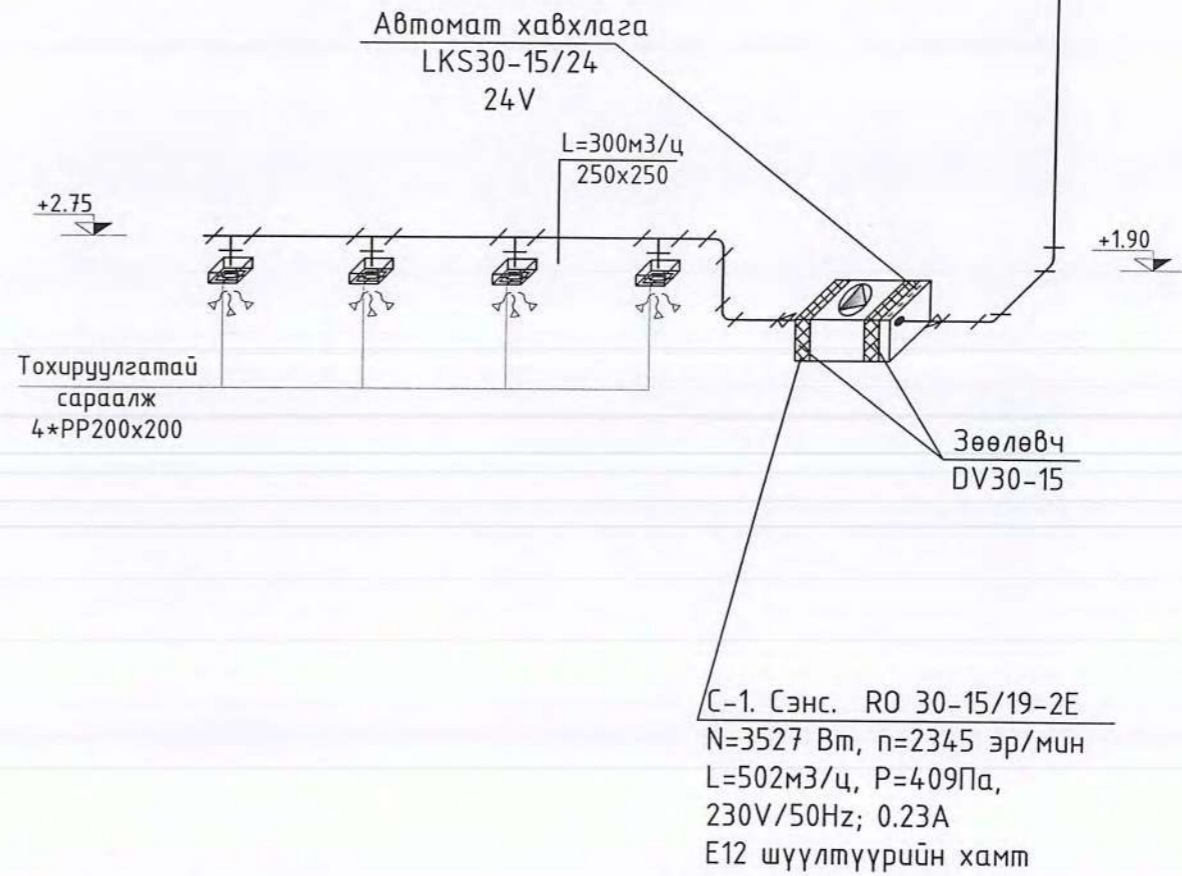 Автомат хавхлага
LKS30-15/24
24V
L=300м3/ц
250x250
+2.75
+1.90
Тохируулгатай
сараалж
4*PP200x200
Зөөлөвч
DV30-15
С-1. Сэнс. RO 30-15/19-2E
N=3527 Вт, n=2345 эр/мин
L=502м3/ц, P=409Па,
230V/50Hz; 0.23A
E12 шүүлтүүрийн хамт